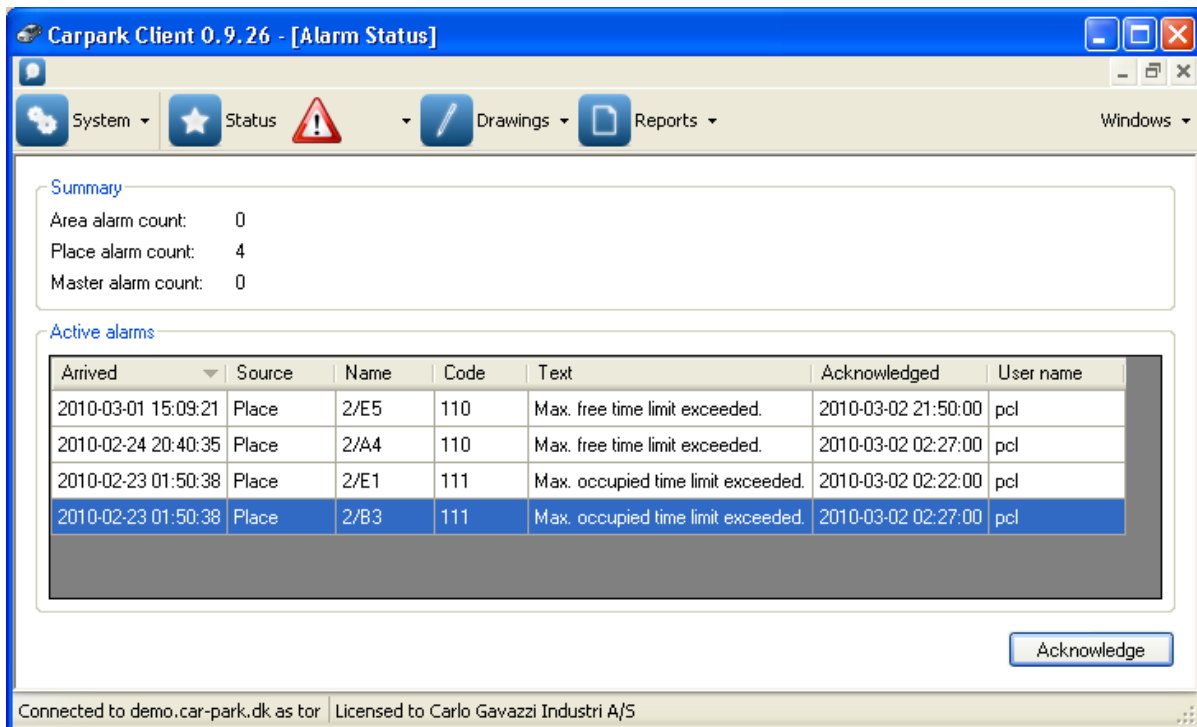 Carpark Client 0.9.26 - [Alarm Status]
System Status Drawings Reports Windows
Summary
Area alarm count: 0
Place alarm count: 4
Master alarm count: 0
Active alarms
Arrived Source Name Code Text Acknowledged User name
2010-03-01 15:09:21 Place 2/E5 110 Max. free time limit exceeded. 2010-03-02 21:50:00 pcl
2010-02-24 20:40:35 Place 2/A4 110 Max. free time limit exceeded. 2010-03-02 02:27:00 pcl
2010-02-23 01:50:38 Place 2/E1 111 Max. occupied time limit exceeded. 2010-03-02 02:22:00 pcl
2010-02-23 01:50:38 Place 2/B3 111 Max. occupied time limit exceeded. 2010-03-02 02:27:00 pcl
Acknowledge
Connected to demo.car-park.dk as tor Licensed to Carlo Gavazzi Industri A/S